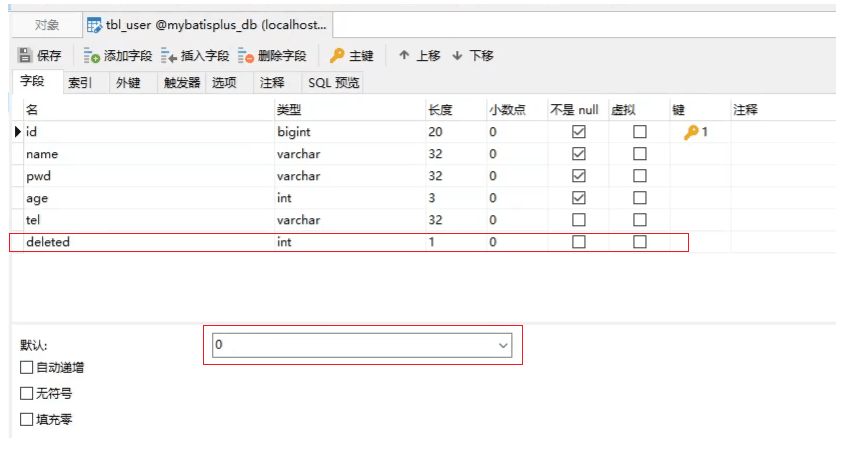 对象 tbl_user @mybatisplus_db (localhost...
保存 添加字段 插入字段 删除字段 主键 上移 下移
字段 索引 外键 触发器 选项 注释 SQL 预览
名 类型 长度 小数点 不是 null 虚拟 键 注释
id bigint 20 0 1
name varchar 32 0
pwd varchar 32 0
age int 3 0
tel varchar 32 0
deleted int 1 0
默认: 0
自动递增
无符号
填充零